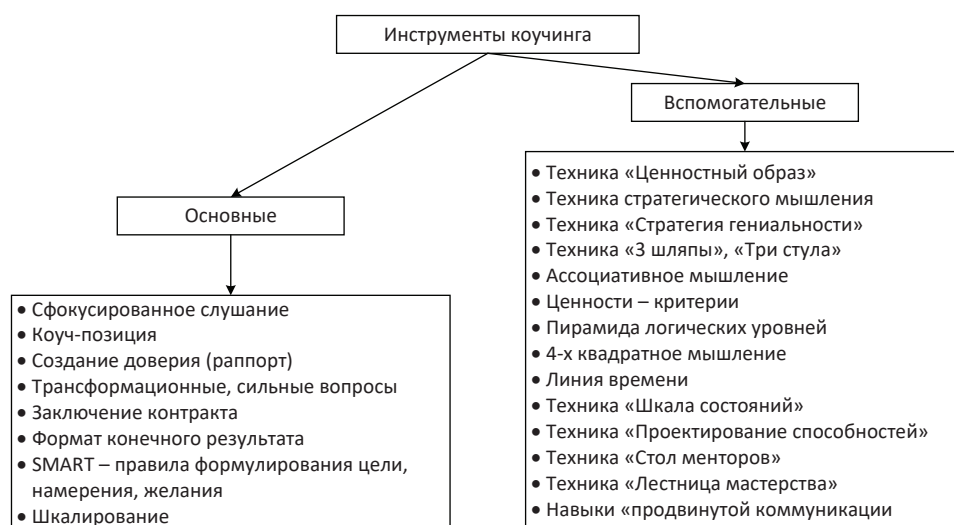 Инструменты коучинга
Основные
• Сфокусированное слушание
• Коуч-позиция
• Создание доверия (раппорт)
• Трансформационные, сильные вопросы
• Заключение контракта
• Формат конечного результата
• SMART – правила формулирования цели,
намерения, желания
• Шкалирование
Вспомогательные
• Техника «Ценностный образ»
• Техника стратегического мышления
• Техника «Стратегия гениальности»
• Техника «3 шляпы», «Три стула»
• Ассоциативное мышление
• Ценности – критерии
• Пирамида логических уровней
• 4-х квадратное мышление
• Линия времени
• Техника «Шкала состояний»
• Техника «Проектирование способностей»
• Техника «Стол менторов»
• Техника «Лестница мастерства»
• Навыки “продвинутой коммуникации